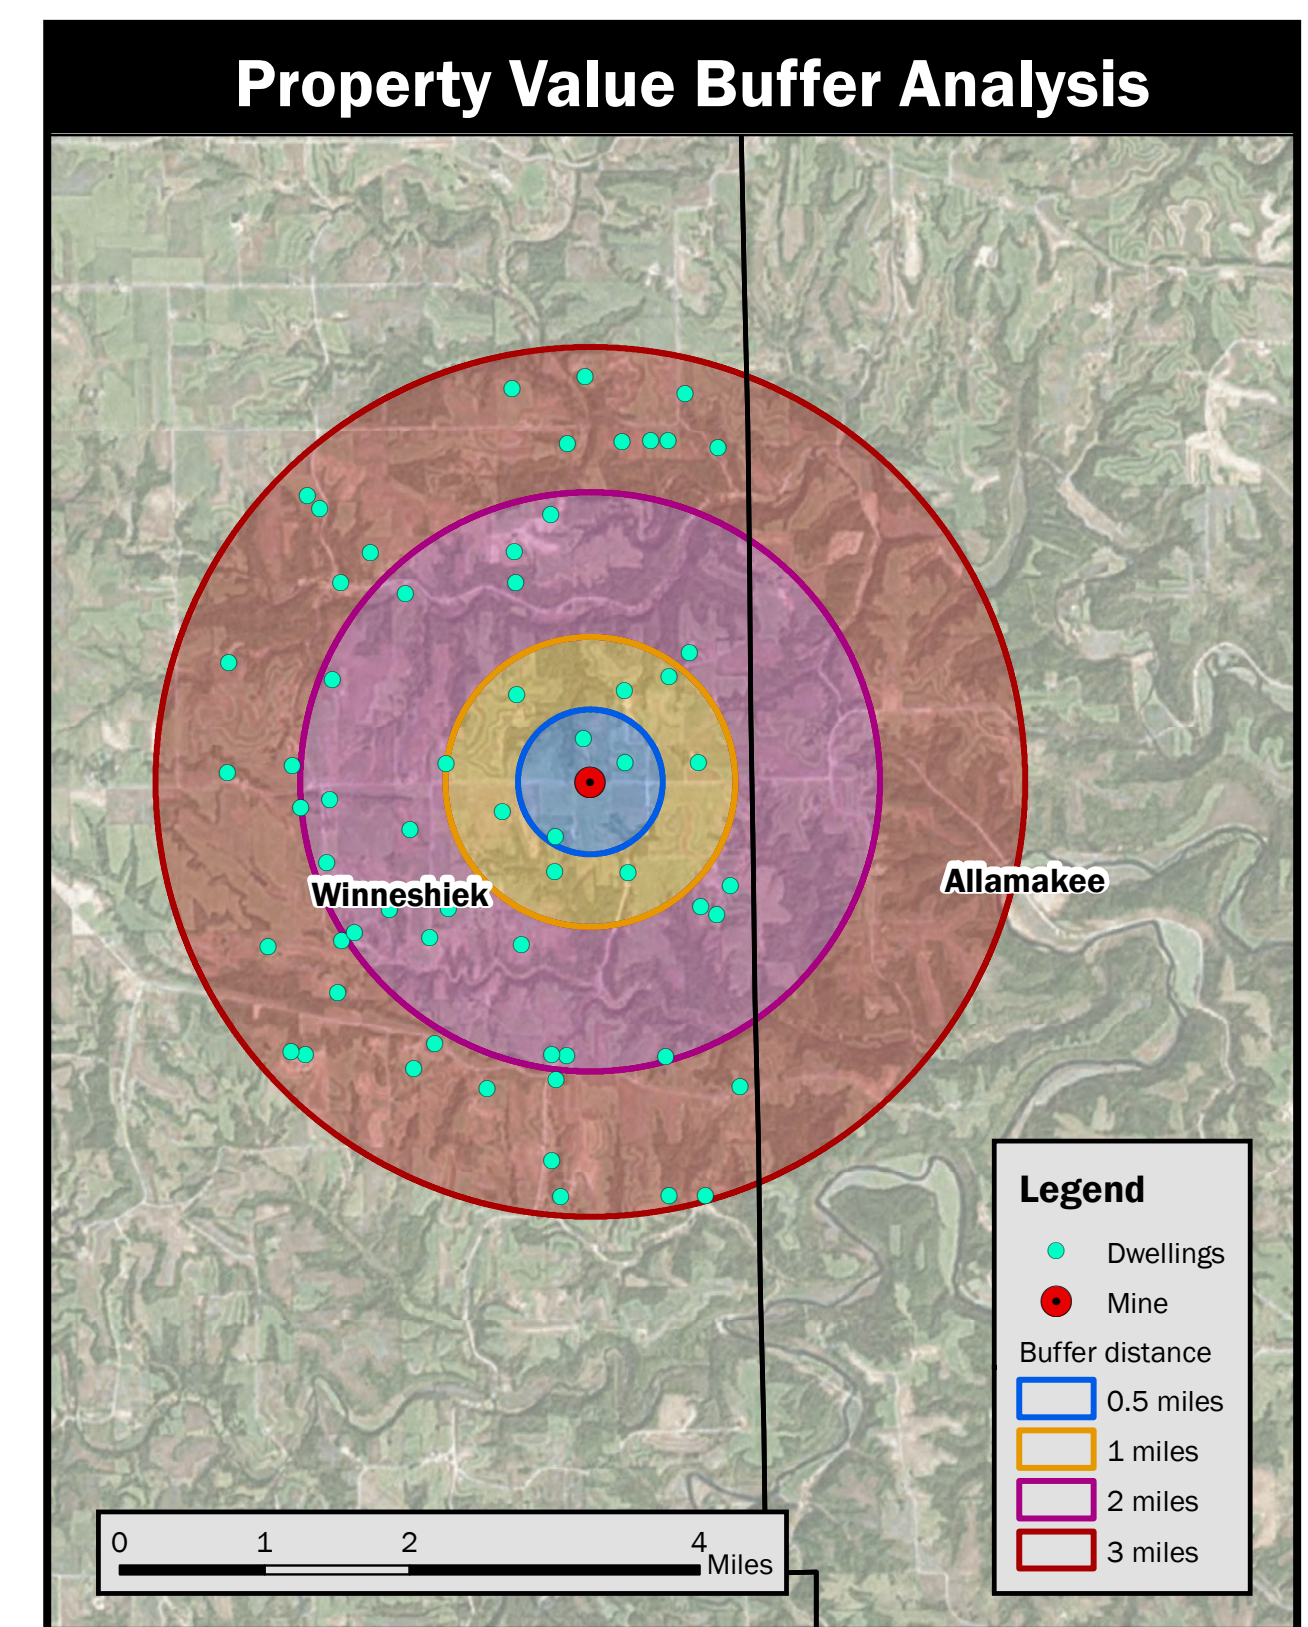 Property Value Buffer Analysis
Winneshiek
Allamakee
Legend
Dwellings
Mine
Buffer distance
0.5 miles
1 miles
2 miles
3 miles
0 1 2 4
Miles